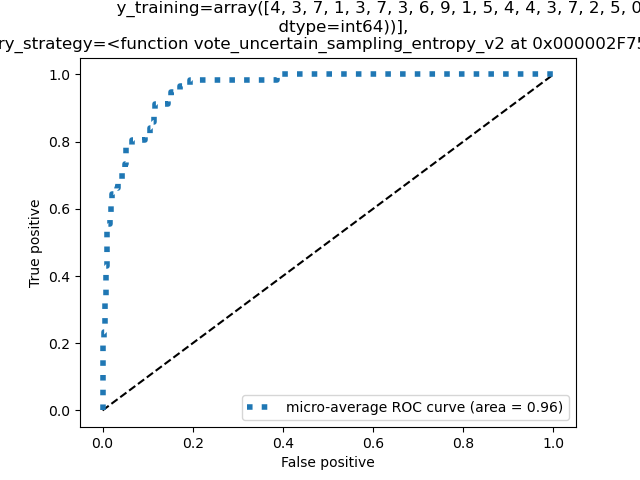 y_training=array([4, 3, 7, 1, 3, 7, 3, 6, 9, 1, 5, 4, 4, 3, 7, 2, 5, 0
dtype=int64))],
ry_strategy=<function vote_uncertain_sampling_entropy_v2 at 0x000002F75
1.0
0.8
0.6
0.4
0.2
0.0
True positive
micro-average ROC curve (area = 0.96)
0.0 0.2 0.4 0.6 0.8 1.0
False positive